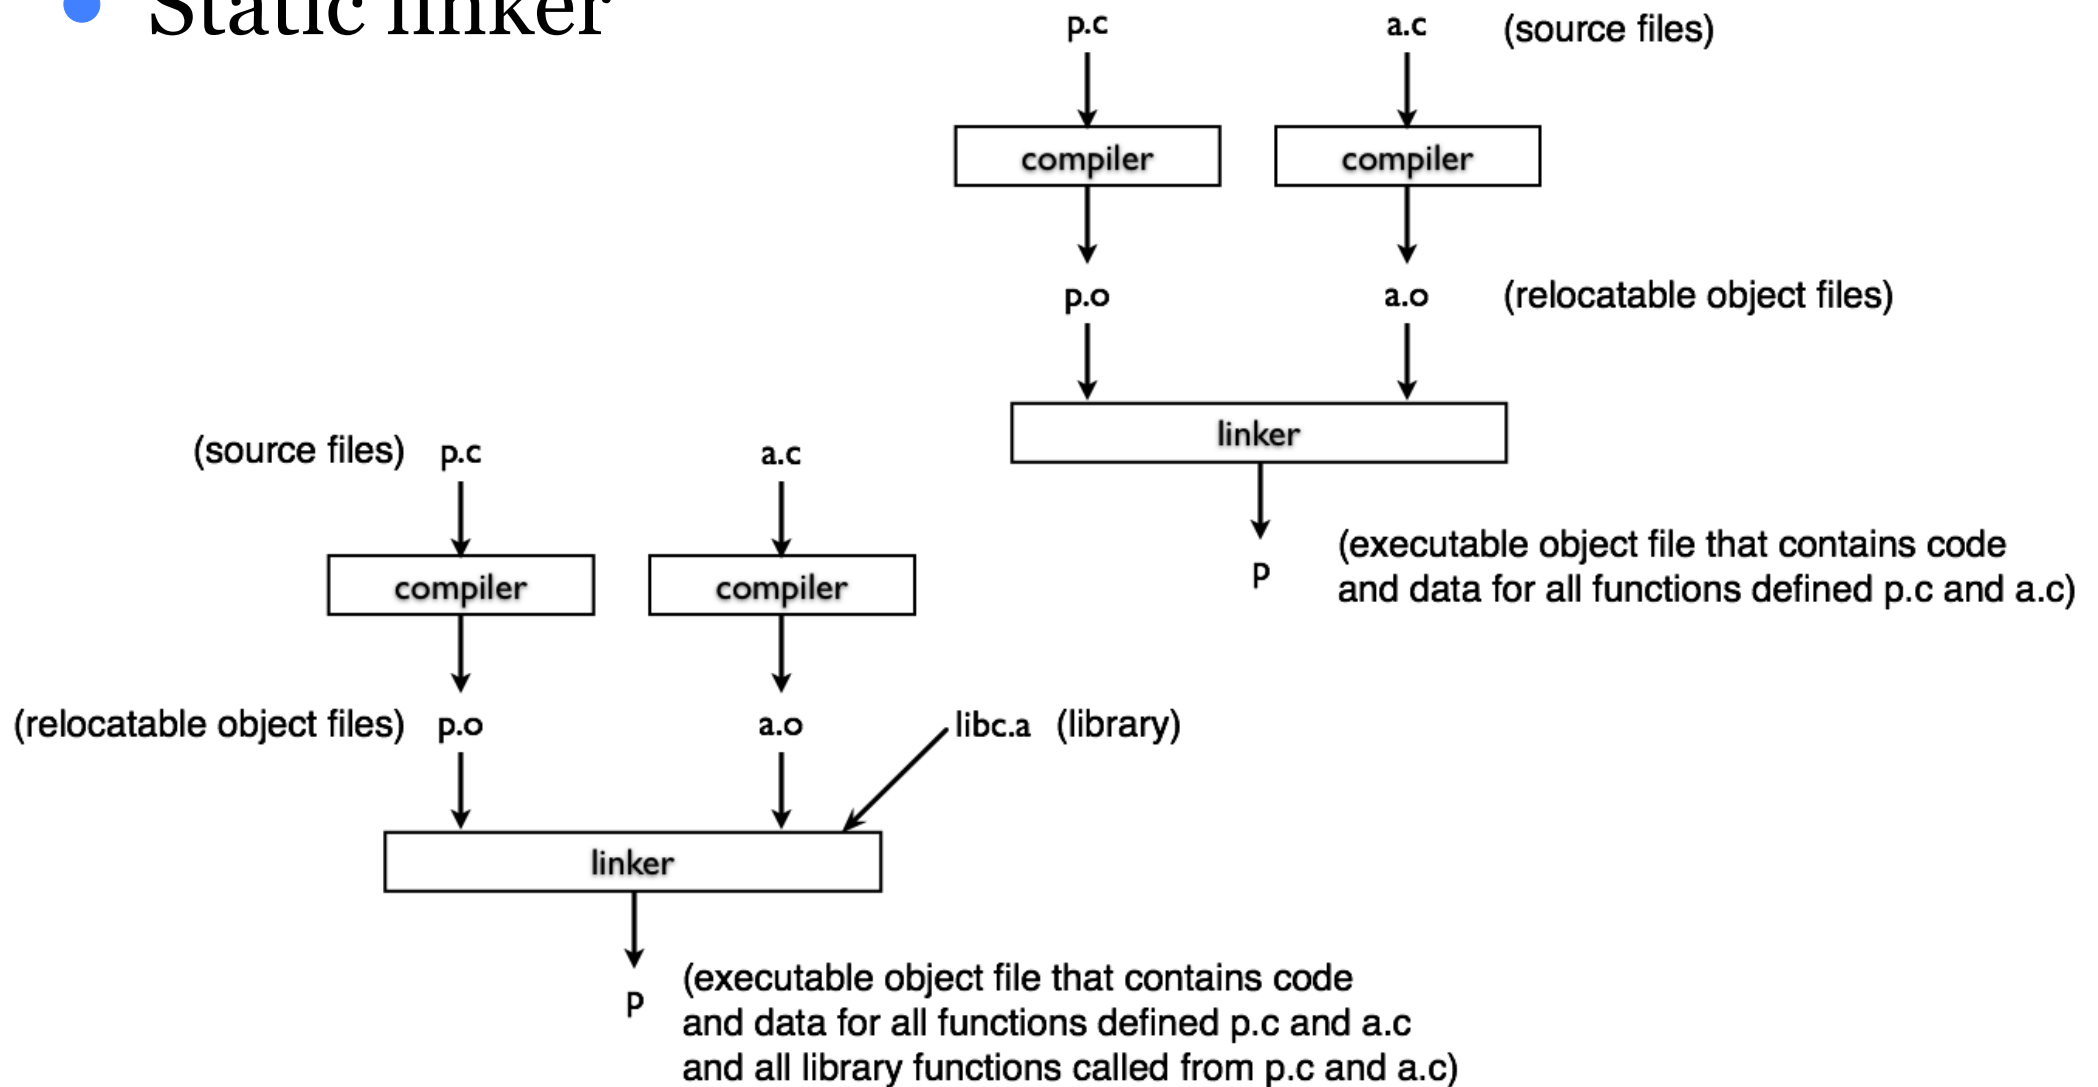 Static linker
p.c a.c (source files)
compiler compiler
p.o a.o (relocatable object files)
linker
p
(executable object file that contains code
and data for all functions defined p.c and a.c)
(source files) p.c a.c
compiler compiler
(relocatable object files) p.o a.o libc.a (library)
linker
p
(executable object file that contains code
and data for all functions defined p.c and a.c
and all library functions called from p.c and a.c)